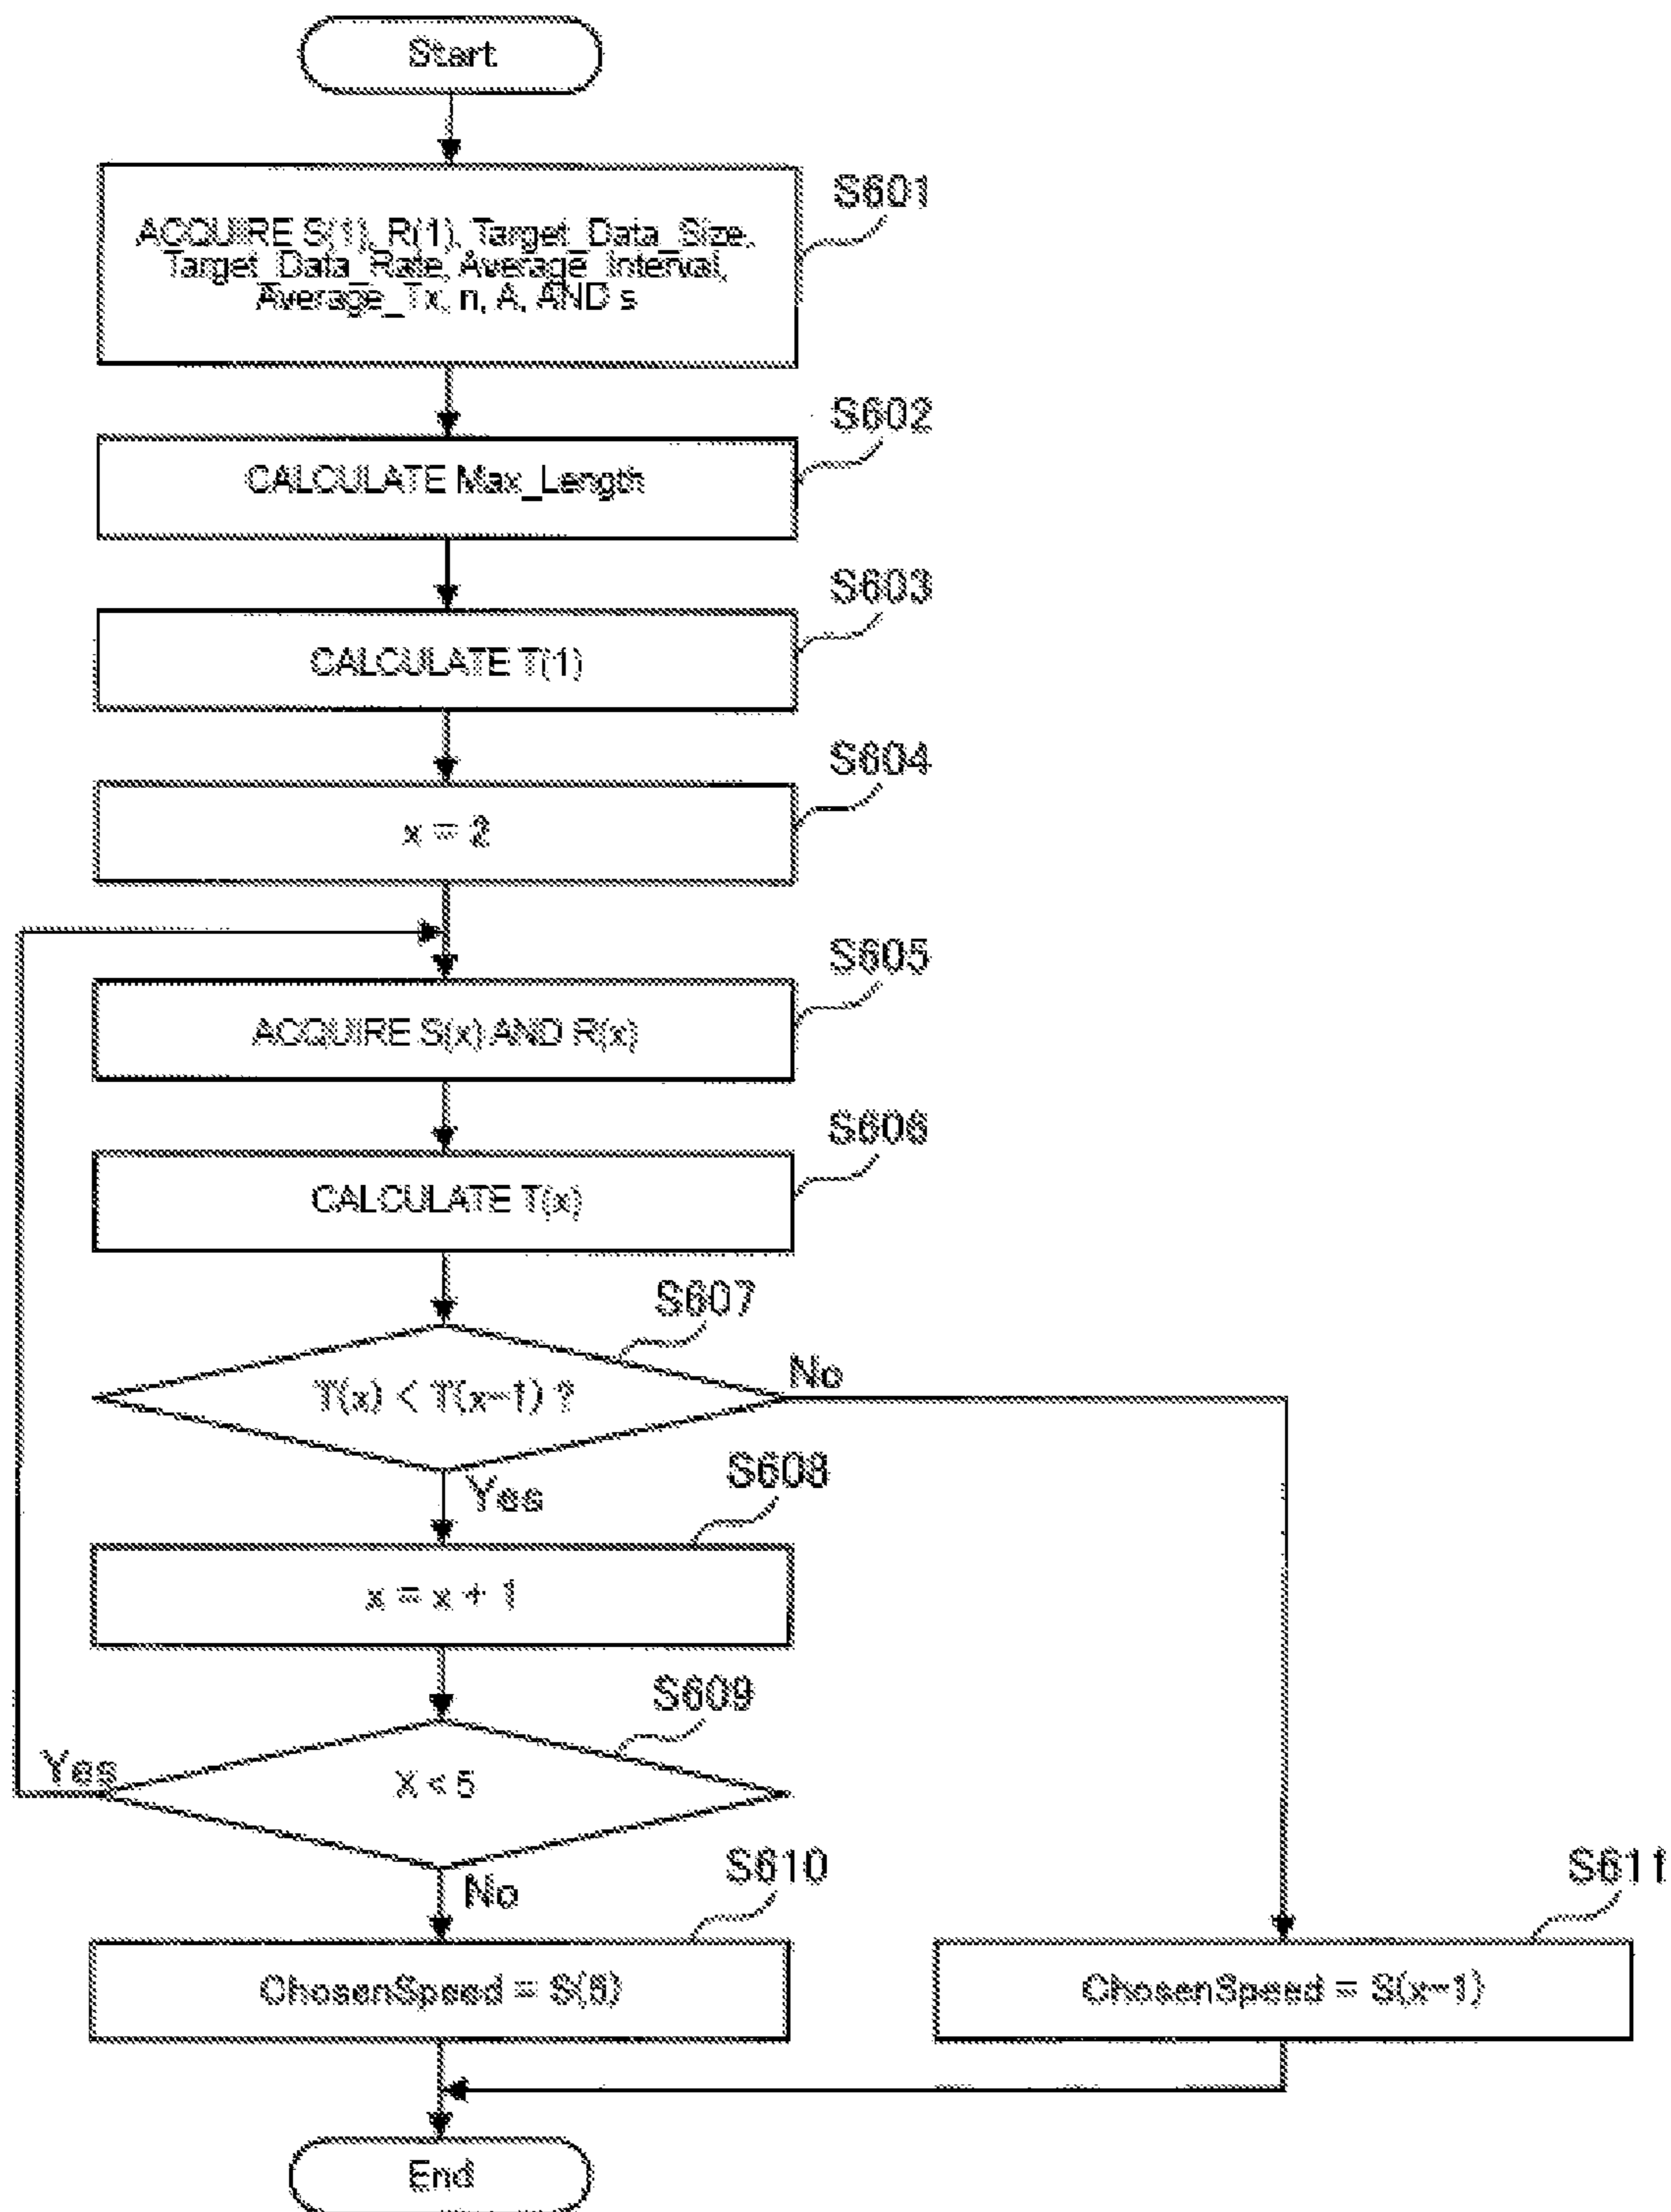 Start
S601
ACQUIRE S(1), R(1), Target_Data_Size,
Target_Data_Rate, Average_Interval,
Average_Tx, n, A, AND s
S602
CALCULATE Max_Length
S603
CALCULATE T(1)
S604
x = 2
S605
ACQUIRE S(x) AND R(x)
S606
CALCULATE T(x)
S607
T(x) < T(x-1) ?
No
Yes
S608
x = x + 1
S609
X < 5
Yes
No
S610
ChosenSpeed =
S611
ChosenSpeed = S(x-1)
End